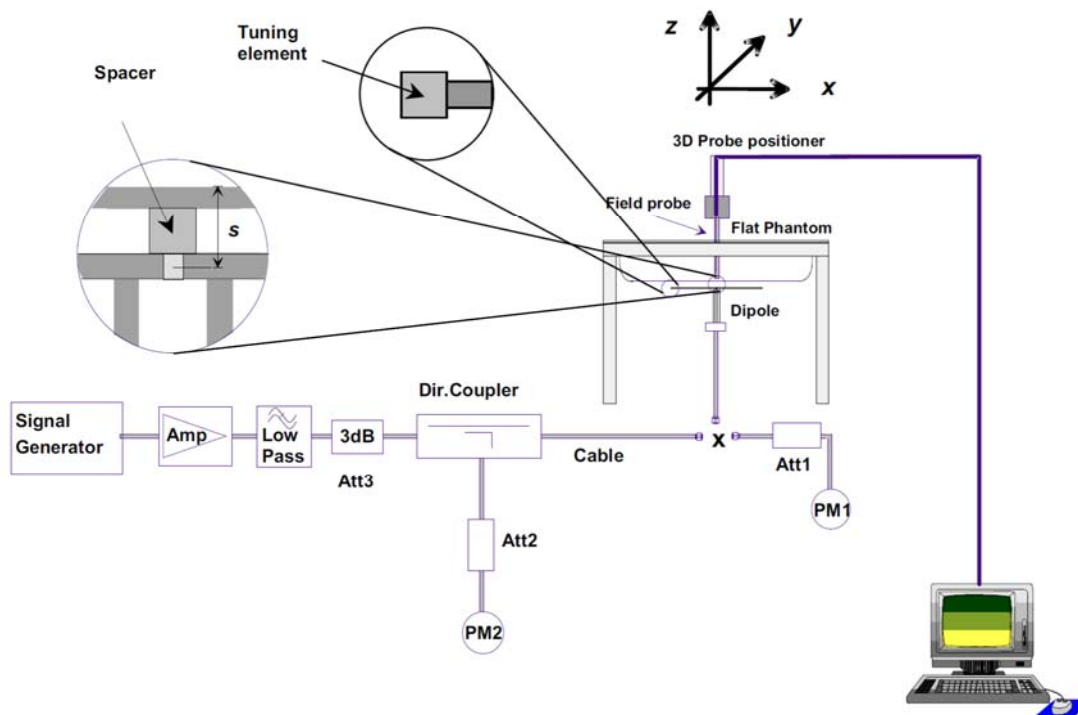 Tuning
element
Spacer
s
z
y
x
3D Probe positioner
Field probe
Flat Phantom
Dipole
Signal
Generator
Amp
Low
Pass
3dB
Att3
Dir.Coupler
Cable
x
Att1
PM1
Att2
PM2